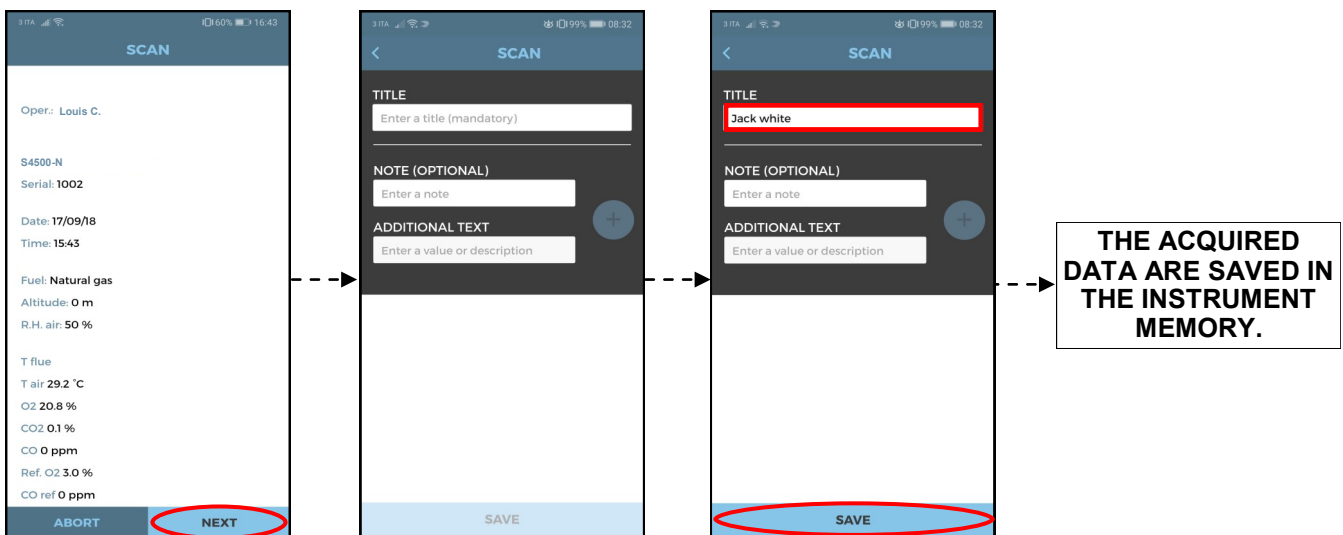 3 ITA 60% 16:43
SCAN
Oper.: Louis C.
S4500-N
Serial: 1002
Date: 17/09/18
Time: 15:43
Fuel: Natural gas
Altitude: 0 m
R.H. air: 50 %
T flue
T air 29.2 °C
O2 20.8 %
CO2 0.1 %
CO 0 ppm
Ref. O2 3.0 %
CO ref 0 ppm
ABORT NEXT
3 ITA 99% 08:32
SCAN
TITLE
Enter a title (mandatory)
NOTE (OPTIONAL)
Enter a note
ADDITIONAL TEXT
Enter a value or description
SAVE
3 ITA 99% 08:32
SCAN
TITLE
Jack white
NOTE (OPTIONAL)
Enter a note
ADDITIONAL TEXT
Enter a value or description
SAVE
THE ACQUIRED
DATA ARE SAVED IN
THE INSTRUMENT
MEMORY.